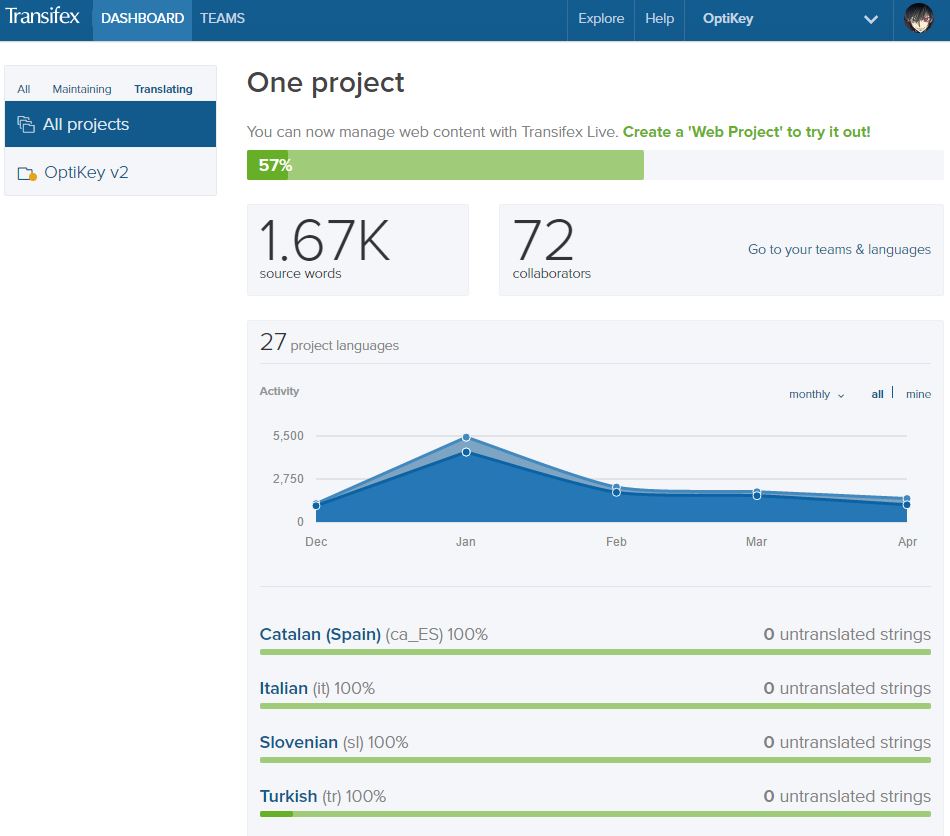 Transifex DASHBOARD TEAMS Explore Help OptiKey
All Maintaining Translating
All projects
OptiKey v2
One project
You can now manage web content with Transifex Live. Create a 'Web Project' to try it out!
57%
1.67K
source words
72
collaborators
Go to your teams & languages
27 project languages
Activity
monthly all mine
5,500
2,750
0
Dec Jan Feb Mar Apr
Catalan (Spain) (ca_ES) 100% 0 untranslated strings
Italian (it) 100% 0 untranslated strings
Slovenian (sl) 100% 0 untranslated strings
Turkish (tr) 100% 0 untranslated strings